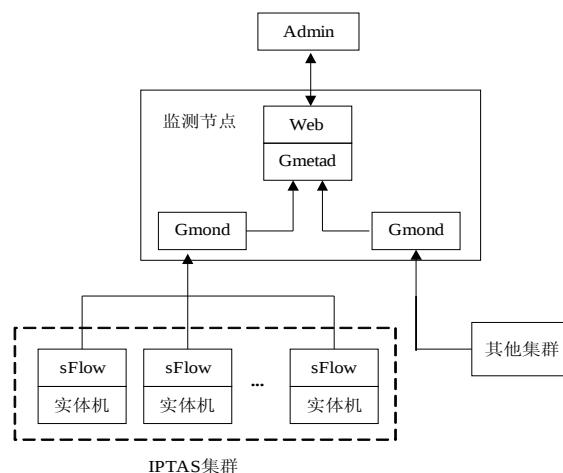 Admin
监测节点
Web
Gmetad
Gmond
Gmond
sFlow
sFlow
...
sFlow
实体机
实体机
实体机
其他集群
IPTAS集群